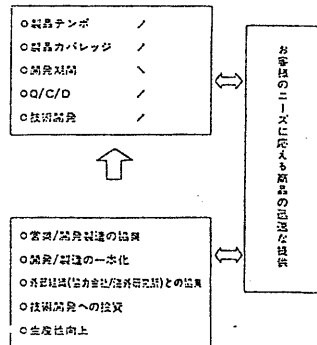 ○製品テンポ ↗
○製品カバレッジ ↗
○開発期間 ↘
○Q/C/D ↗
○技術開発 ↗
お客様のニーズに応える商品の迅速な提供
○営業/開発製造の協業
○開発/製造の一本化
○外部組織(協力会社/海外研究所)との協業
○技術開発への投資
○生産性向上